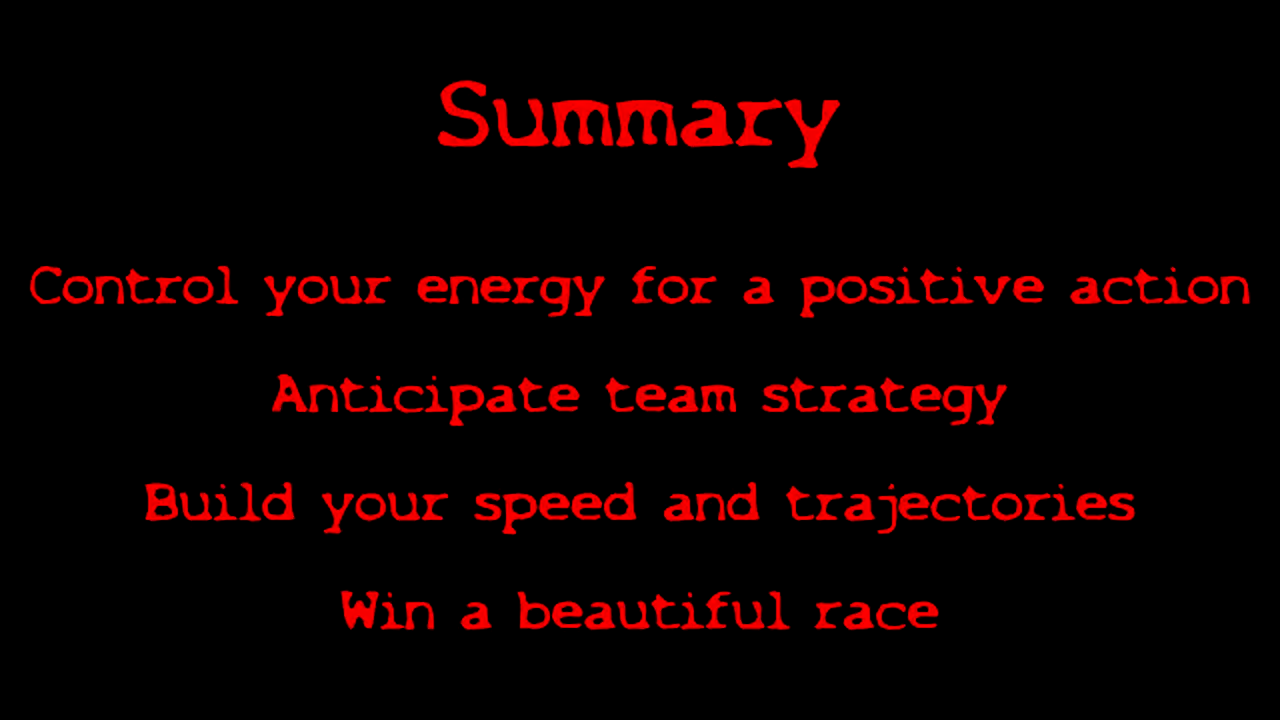 Summary
Control your energy for a positive action
Anticipate team strategy
Build your speed and trajectories
Win a beautiful race